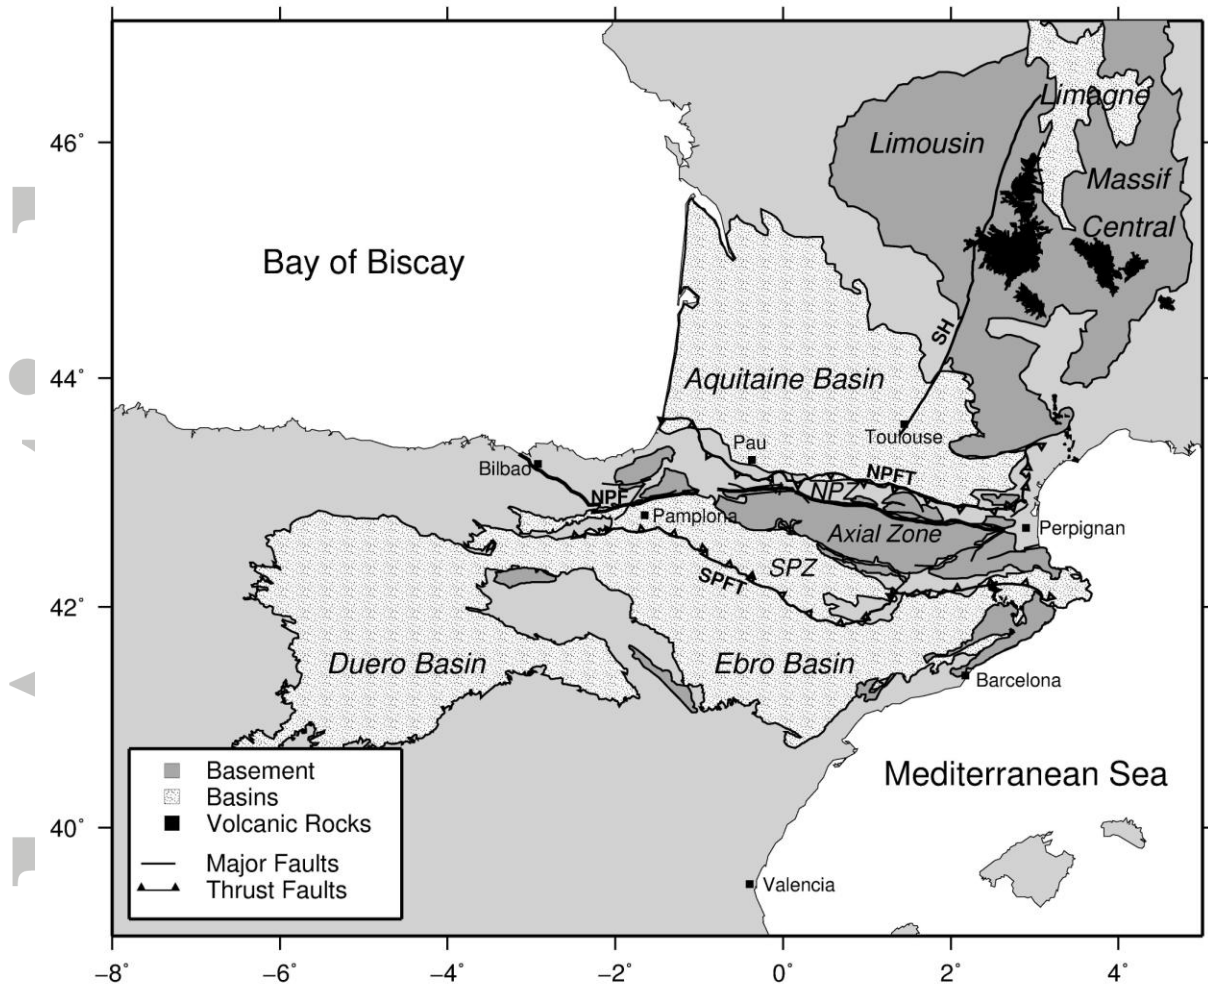 Limagne
46°
Limousin
Massif
Central
Bay of Biscay
SH
44°
Aquitaine Basin
Pau
Toulouse
Bilbao
NPFT
NPF
NPZ
Pamplona
Axial Zone
Perpignan
SPZ
SPFT
42°
Duero Basin
Ebro Basin
Barcelona
Basement
Basins
Volcanic Rocks
Major Faults
Thrust Faults
Mediterranean Sea
40°
Valencia
−8°
−6°
−4°
−2°
0°
2°
4°